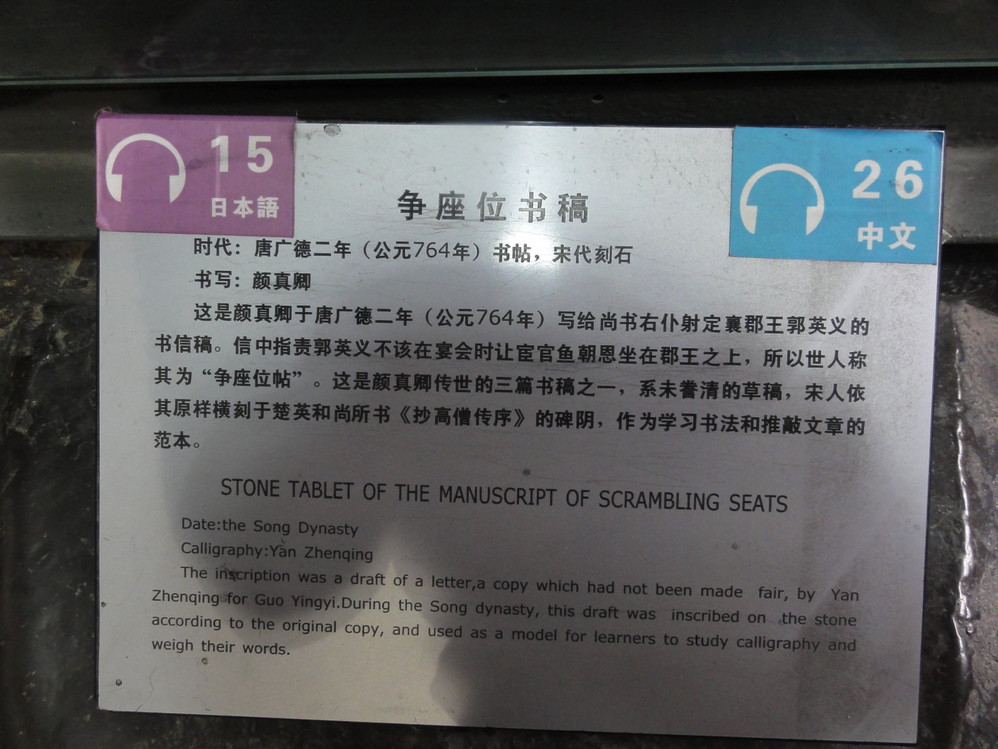 15
日本語
26
中文
争座位书稿
时代：唐广德二年（公元764年）书帖，宋代刻石
书写：颜真卿
这是颜真卿于唐广德二年（公元764年）写给尚书右仆射定襄郡王郭英义的
书信稿。信中指责郭英义不该在宴会时让宦官鱼朝恩坐在郡王之上，所以世人称
其为“争座位帖”。这是颜真卿传世的三篇书稿之一，系未誊清的草稿，宋人依
其原样横刻于楚英和尚所书《抄高僧传序》的碑阴，作为学习书法和推敲文章的
范本。
STONE TABLET OF THE MANUSCRIPT OF SCRAMBLING SEATS
Date:the Song Dynasty
Calligraphy:Yan Zhenqing
The inscription was a draft of a letter,a copy which had not been made fair, by Yan
Zhenqing for Guo Yingyi.During the Song dynasty, this draft was inscribed on the stone
according to the original copy, and used as a model for learners to study calligraphy and
weigh their words.